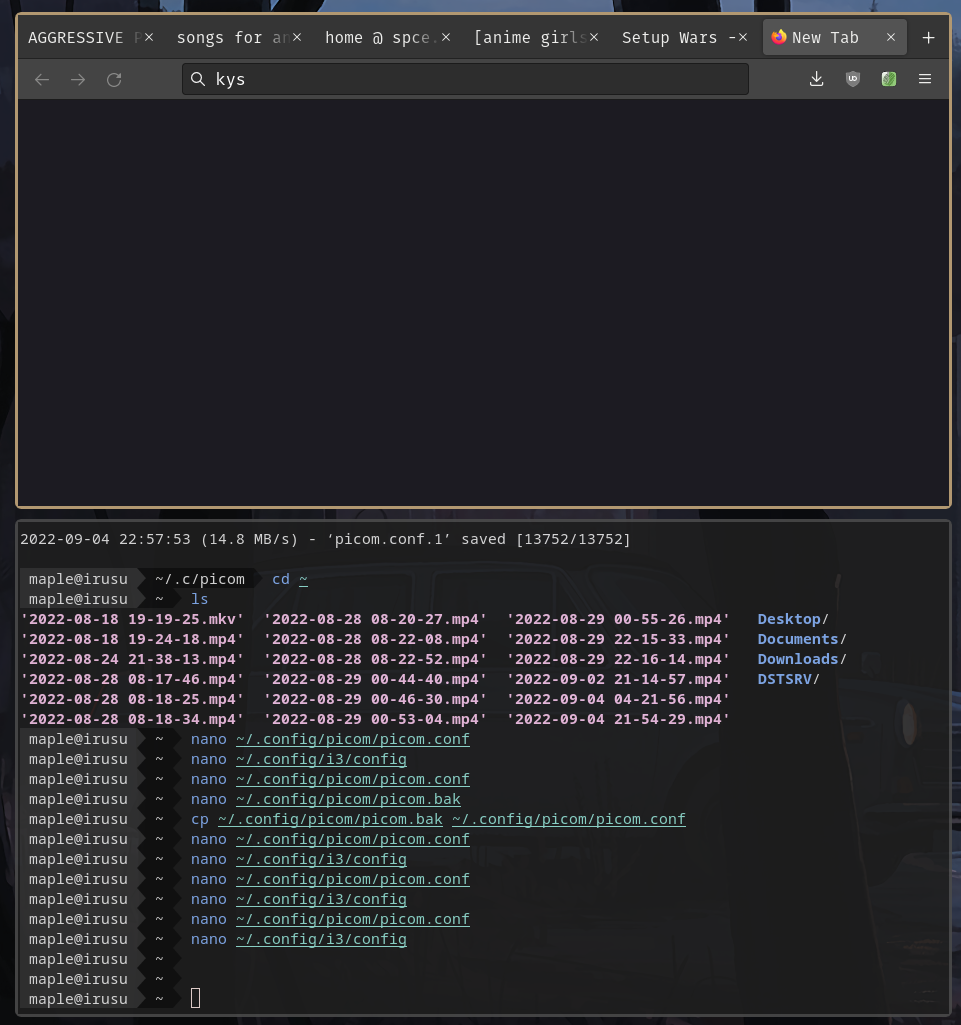 AGGRESSIVE songs for an home @ spce. [anime girls Setup Wars - New Tab
kys
2022-09-04 22:57:53 (14.8 MB/s) - ‘picom.conf.1’ saved [13752/13752]
maple@irusu ~/.c/picom cd ~
maple@irusu ~ ls
'2022-08-18 19-19-25.mkv' '2022-08-28 08-20-27.mp4' '2022-08-29 00-55-26.mp4' Desktop/
'2022-08-18 19-24-18.mp4' '2022-08-28 08-22-08.mp4' '2022-08-29 22-15-33.mp4' Documents/
'2022-08-24 21-38-13.mp4' '2022-08-28 08-22-52.mp4' '2022-08-29 22-16-14.mp4' Downloads/
'2022-08-28 08-17-46.mp4' '2022-08-29 00-44-40.mp4' '2022-09-02 21-14-57.mp4' DSTSRV/
'2022-08-28 08-18-25.mp4' '2022-08-29 00-46-30.mp4' '2022-09-04 04-21-56.mp4'
'2022-08-28 08-18-34.mp4' '2022-08-29 00-53-04.mp4' '2022-09-04 21-54-29.mp4'
maple@irusu ~ nano ~/.config/picom/picom.conf
maple@irusu ~ nano ~/.config/i3/config
maple@irusu ~ nano ~/.config/picom/picom.conf
maple@irusu ~ nano ~/.config/picom/picom.bak
maple@irusu ~ cp ~/.config/picom/picom.bak ~/.config/picom/picom.conf
maple@irusu ~ nano ~/.config/picom/picom.conf
maple@irusu ~ nano ~/.config/i3/config
maple@irusu ~ nano ~/.config/picom/picom.conf
maple@irusu ~ nano ~/.config/i3/config
maple@irusu ~ nano ~/.config/picom/picom.conf
maple@irusu ~ nano ~/.config/i3/config
maple@irusu ~
maple@irusu ~
maple@irusu ~